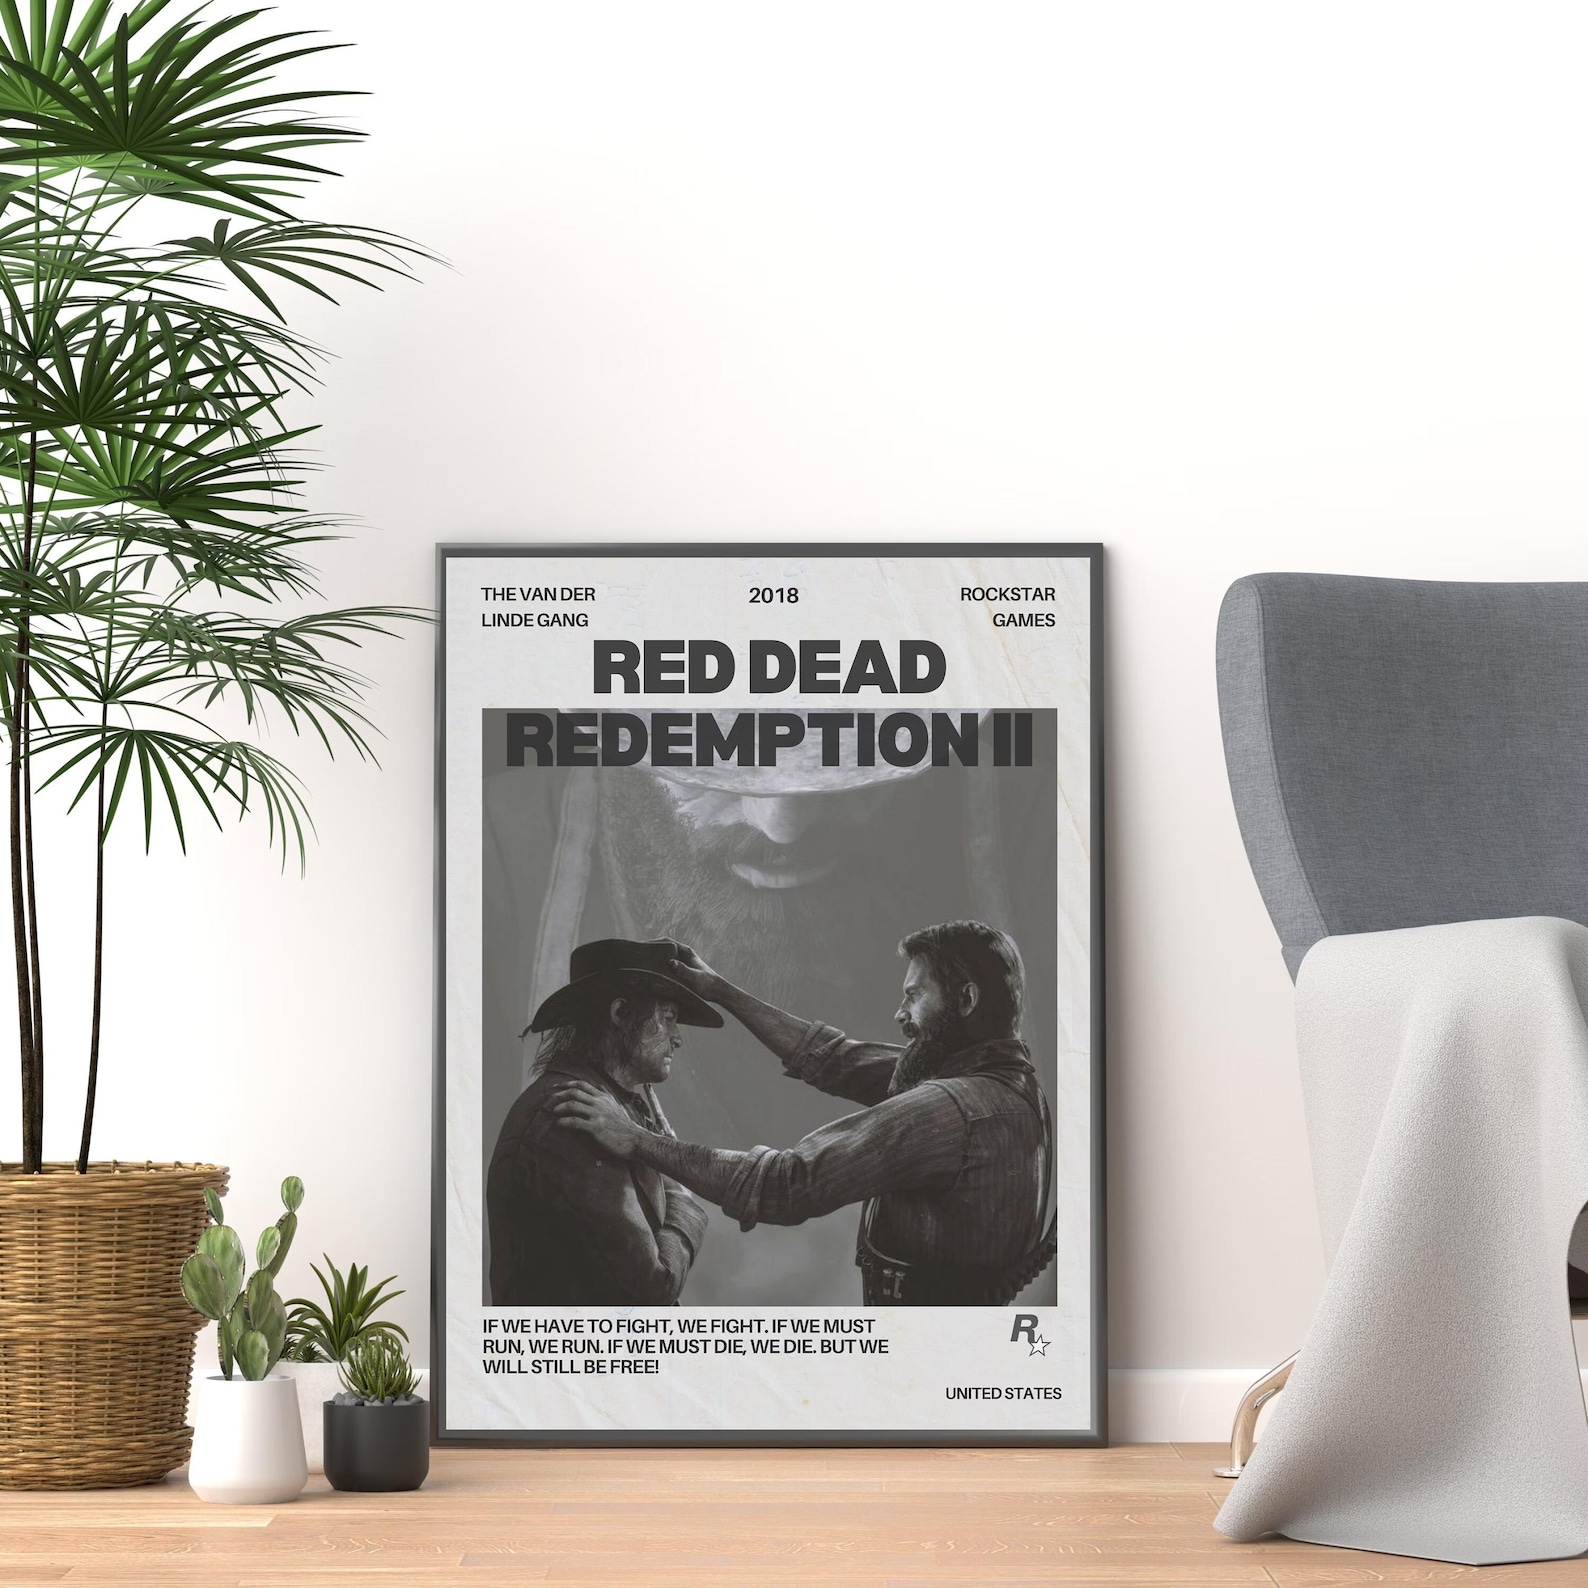 THE VAN DER
LINDE GANG
2018
ROCKSTAR
GAMES
RED DEAD
REDEMPTION II
IF WE HAVE TO FIGHT, WE FIGHT. IF WE MUST
RUN, WE RUN. IF WE MUST DIE, WE DIE. BUT WE
WILL STILL BE FREE!
R
UNITED STATES